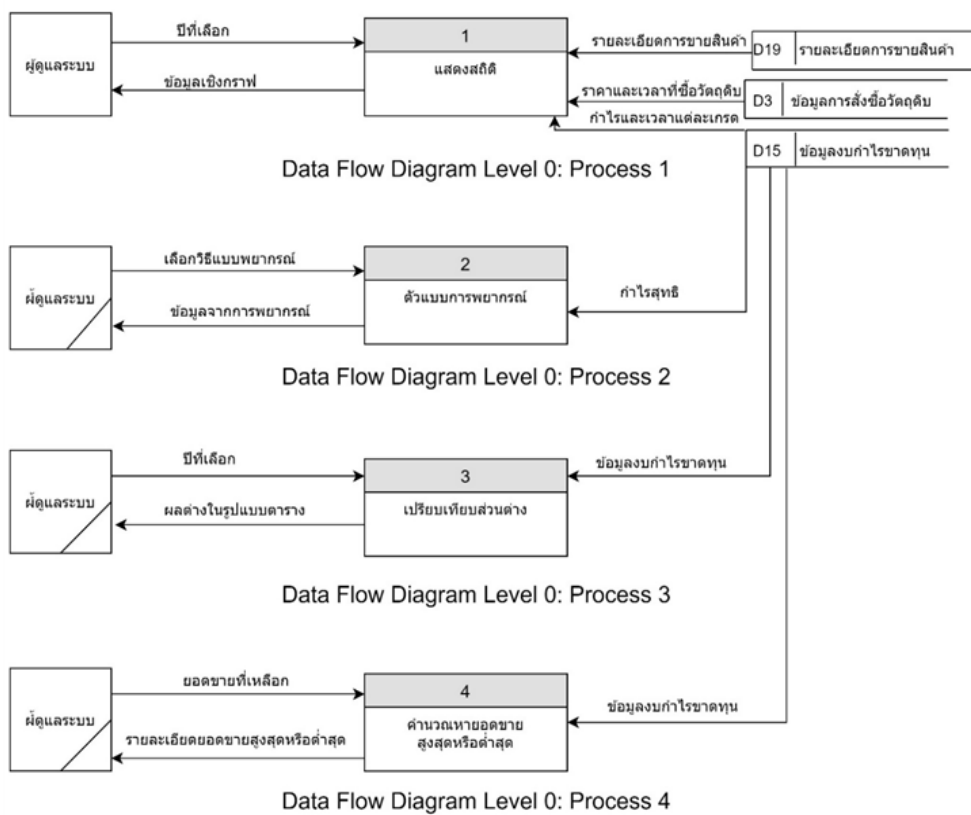 ปีที่เลือก
ผู้ดูแลระบบ
ข้อมูลเชิงกราฟ
1
แสดงสถิติ
รายละเอียดการขายสินค้า
D19 รายละเอียดการขายสินค้า
ราคาและเวลาที่ซื้อวัตถุดิบ
D3 ข้อมูลการสั่งซื้อวัตถุดิบ
กำไรและเวลาแต่ละเกรด
D15 ข้อมูลงบกำไรขาดทุน
Data Flow Diagram Level 0: Process 1
เลือกวิธีแบบพยากรณ์
ผู้ดูแลระบบ
ข้อมูลจากการพยากรณ์
2
ตัวแบบการพยากรณ์
กำไรสุทธิ
Data Flow Diagram Level 0: Process 2
ปีที่เลือก
ผู้ดูแลระบบ
ผลต่างในรูปแบบตาราง
3
เปรียบเทียบส่วนต่าง
ข้อมูลงบกำไรขาดทุน
Data Flow Diagram Level 0: Process 3
ยอดขายที่เหลือก
ผู้ดูแลระบบ
รายละเอียดยอดขายสูงสุดหรือต่ำสุด
4
คำนวณหายอดขาย
สูงสุดหรือต่ำสุด
ข้อมูลงบกำไรขาดทุน
Data Flow Diagram Level 0: Process 4